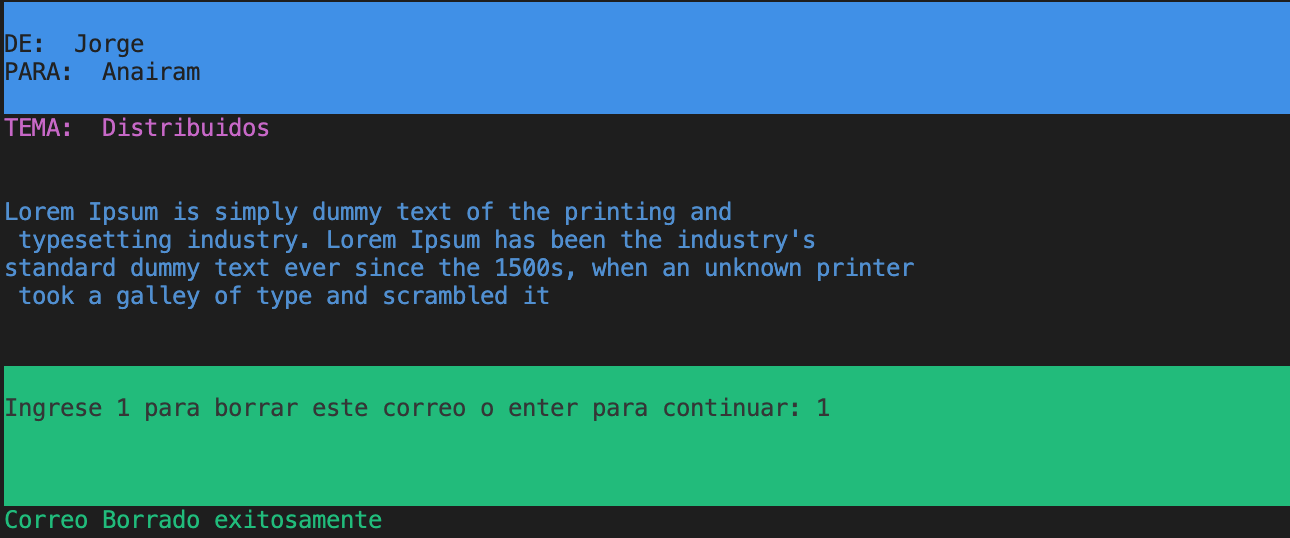 DE:  Jorge
PARA:  Anairam
TEMA:  Distribuidos
Lorem Ipsum is simply dummy text of the printing and
typesetting industry. Lorem Ipsum has been the industry's
standard dummy text ever since the 1500s, when an unknown printer
took a galley of type and scrambled it
Ingrese 1 para borrar este correo o enter para continuar: 1
Correo Borrado exitosamente